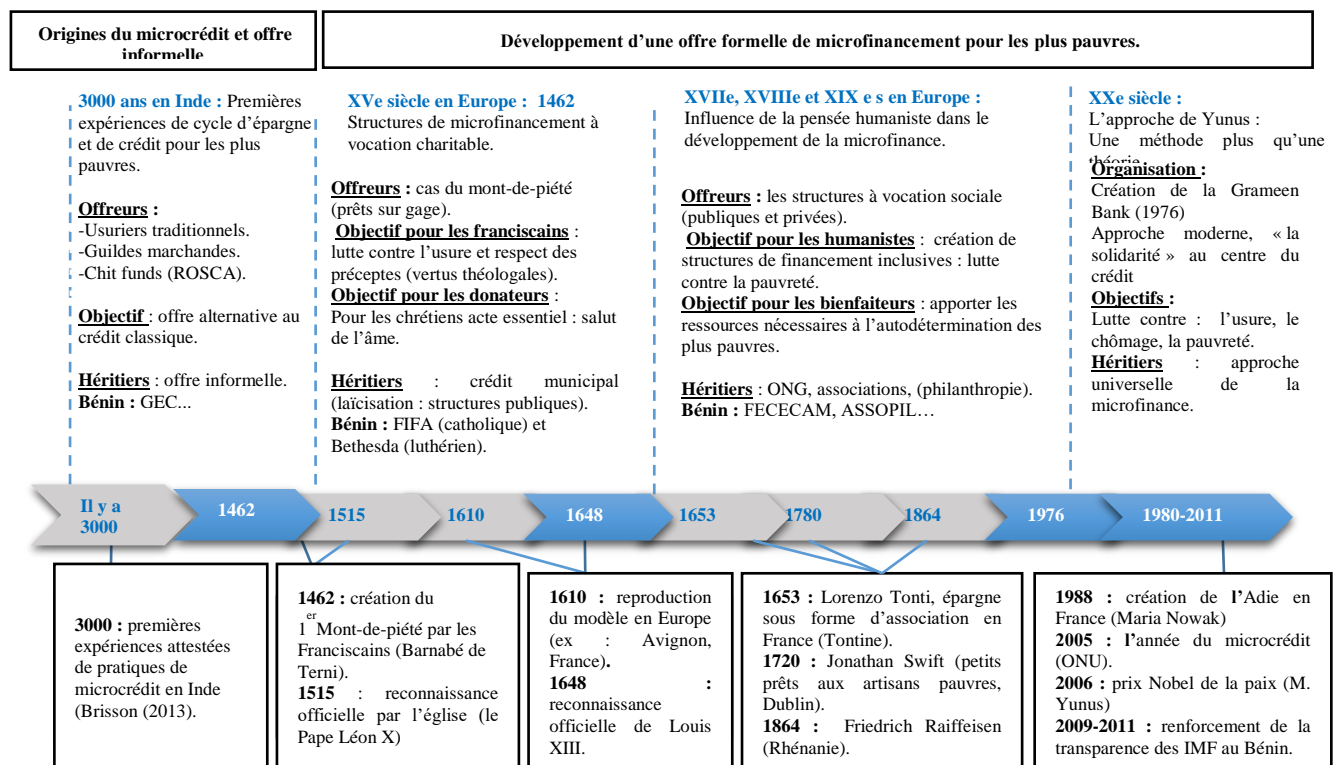 Origines du microcrédit et offre
informelle
Développement d'une offre formelle de microfinancement pour les plus pauvres.
3000 ans en Inde : Premières
expériences de cycle d'épargne
et de crédit pour les plus
pauvres.
Offreurs :
-Usuriers traditionnels.
-Guildes marchandes.
-Chit funds (ROSCA).
Objectif : offre alternative au
crédit classique.
Héritiers : offre informelle.
Bénin : GEC...
XVe siècle en Europe : 1462
Structures de microfinancement à
vocation charitable.
Offreurs : cas du mont-de-piété
(prêts sur gage).
Objectif pour les franciscains :
lutte contre l'usure et respect des
préceptes (vertus théologales).
Objectif pour les donateurs :
Pour les chrétiens acte essentiel : salut
de l'âme.
Héritiers : crédit municipal
(laïcisation : structures publiques).
Bénin : FIFA (catholique) et
Bethesda (luthérien).
XVIIe, XVIIIe et XIX e s en Europe :
Influence de la pensée humaniste dans le
développement de la microfinance.
Offreurs : les structures à vocation sociale
(publiques et privées).
Objectif pour les humanistes : création de
structures de financement inclusives : lutte
contre la pauvreté.
Objectif pour les bienfaiteurs : apporter les
ressources nécessaires à l'autodétermination des
plus pauvres.
Héritiers : ONG, associations, (philanthropie).
Bénin : FECECAM, ASSOPIL…
XXe siècle :
L'approche de Yunus :
Une méthode plus qu'une
théorie
Organisation :
Création de la Grameen
Bank (1976)
Approche moderne, « la
solidarité » au centre du
crédit
Objectifs :
Lutte contre : l'usure, le
chômage, la pauvreté.
Héritiers : approche
universelle de la
microfinance.
Il y a
3000
1462
1515
1610
1648
1653
1780
1864
1976
1980-2011
3000 : premières
expériences attestées
de pratiques de
microcrédit en Inde
(Brisson (2013).
1462 : création du
1er Mont-de-piété par les
Franciscains (Barnabé de
Terni).
1515 : reconnaissance
officielle par l'église (le
Pape Léon X)
1610 : reproduction
du modèle en Europe
(ex : Avignon,
France).
1648 :
reconnaissance
officielle de Louis
XIII.
1653 : Lorenzo Tonti, épargne
sous forme d'association en
France (Tontine).
1720 : Jonathan Swift (petits
prêts aux artisans pauvres,
Dublin).
1864 : Friedrich Raiffeisen
(Rhénanie).
1988 : création de l'Adie en
France (Maria Nowak)
2005 : l'année du microcrédit
(ONU).
2006 : prix Nobel de la paix (M.
Yunus)
2009-2011 : renforcement de la
transparence des IMF au Bénin.